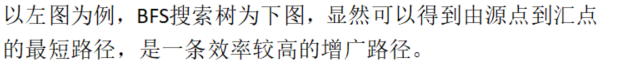 以左图为例，BFS搜索树为下图，显然可以得到由源点到汇点
的最短路径，是一条效率较高的增广路径。